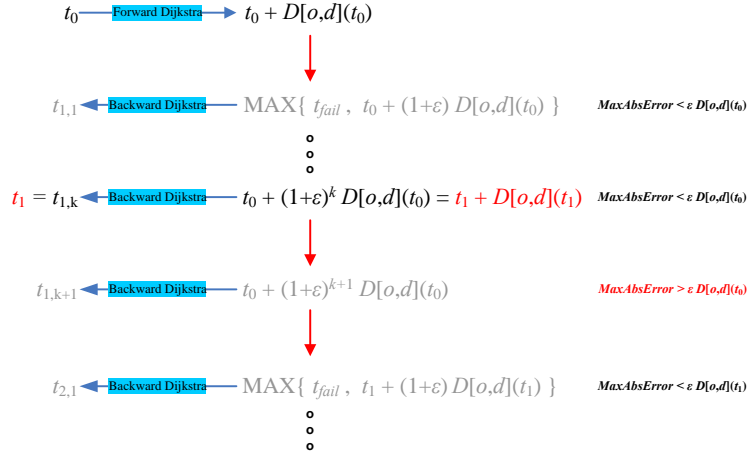 t₀ Forward Dijkstra t₀ + D[o,d](t₀)
t₁,₁ Backward Dijkstra MAX{ t_fail , t₀ + (1+ε) D[o,d](t₀) } MaxAbsError < ε D[o,d](t₀)
t₁ = t₁,ₖ Backward Dijkstra t₀ + (1+ε)ᵏ D[o,d](t₀) = t₁ + D[o,d](t₁) MaxAbsError < ε D[o,d](t₀)
t₁,ₖ₊₁ Backward Dijkstra t₀ + (1+ε)ᵏ⁺¹ D[o,d](t₀) MaxAbsError > ε D[o,d](t₀)
t₂,₁ Backward Dijkstra MAX{ t_fail , t₁ + (1+ε) D[o,d](t₁) } MaxAbsError < ε D[o,d](t₁)